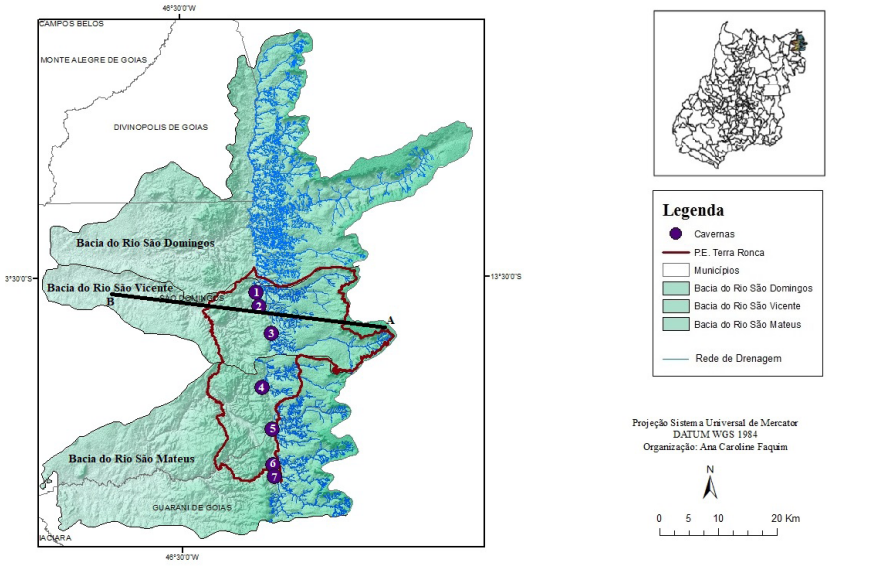 46°30'0"W
CAMPOS BELOS
MONTE ALEGRE DE GOIAS
DIVINOPOLIS DE GOIAS
Bacia do Rio São Domingos
3°30'0"S
13°30'0"S
Bacia do Rio São Vicente
SÃO DOMINGOS
B
A
1
2
3
4
5
6
7
Bacia do Rio São Mateus
GUARANI DE GOIAS
IACIARA
46°30'0"W
Legenda
Cavernas
P.E. Terra Ronca
Municípios
Bacia do Rio São Domingos
Bacia do Rio São Vicente
Bacia do Rio São Mateus
Rede de Drenagem
Projeção Sistema Universal de Mercator
DATUM WGS 1984
Organização: Ana Caroline Faquim
N
0 5 10 20 Km